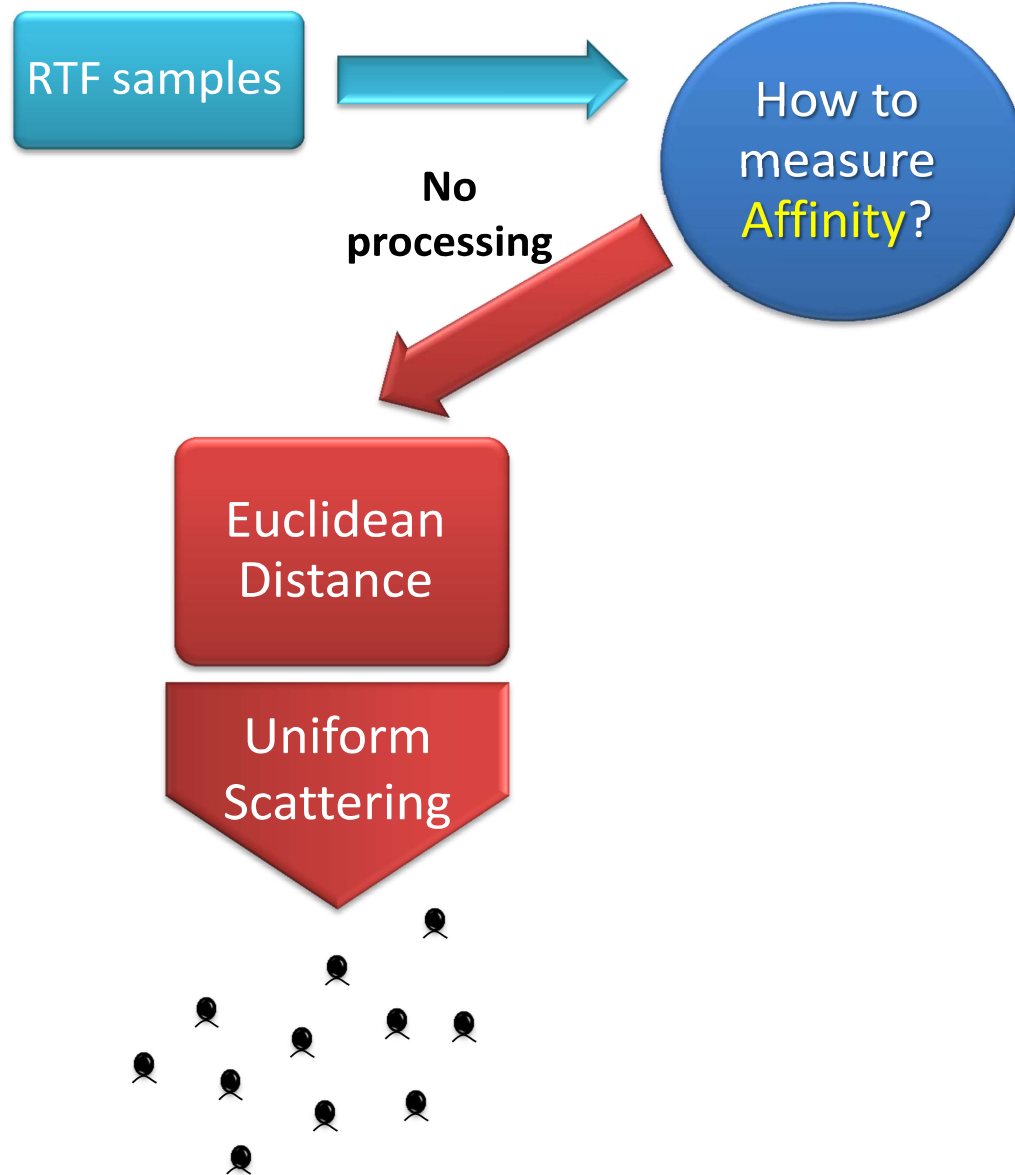 RTF samples
How to
measure
Affinity?
No
processing
Euclidean
Distance
Uniform
Scattering